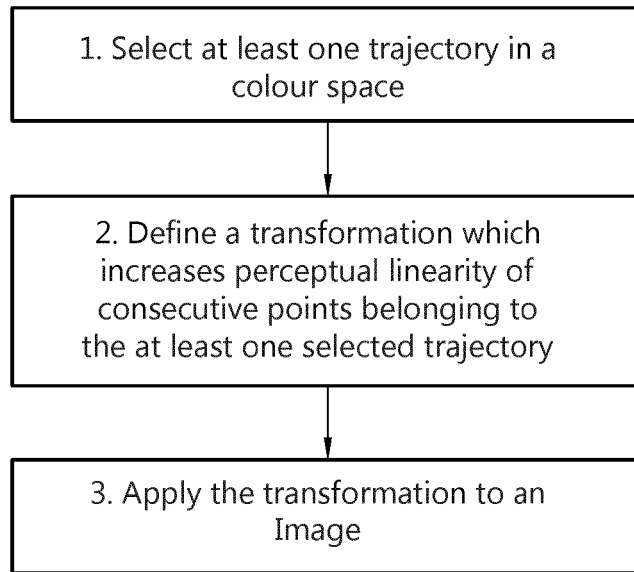 1. Select at least one trajectory in a
colour space
2. Define a transformation which
increases perceptual linearity of
consecutive points belonging to
the at least one selected trajectory
3. Apply the transformation to an
Image